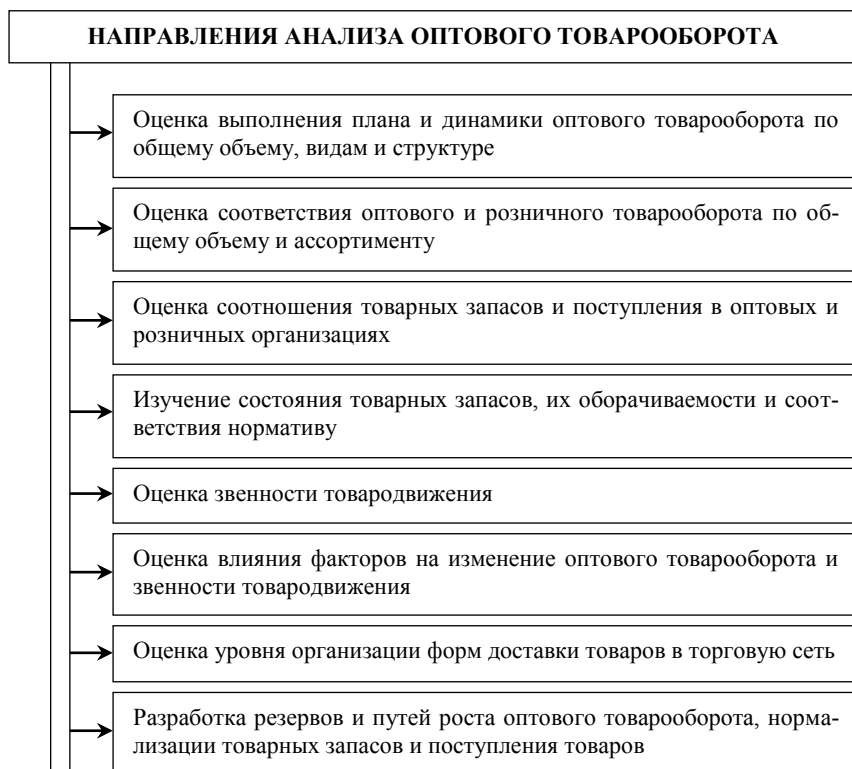 НАПРАВЛЕНИЯ АНАЛИЗА ОПТОВОГО ТОВАРООБОРОТА
Оценка выполнения плана и динамики оптового товарооборота по
общему объему, видам и структуре
Оценка соответствия оптового и розничного товарооборота по об-
щему объему и ассортименту
Оценка соотношения товарных запасов и поступления в оптовых и
розничных организациях
Изучение состояния товарных запасов, их оборачиваемости и соот-
ветствия нормативу
Оценка звенности товародвижения
Оценка влияния факторов на изменение оптового товарооборота и
звенности товародвижения
Оценка уровня организации форм доставки товаров в торговую сеть
Разработка резервов и путей роста оптового товарооборота, норма-
лизации товарных запасов и поступления товаров